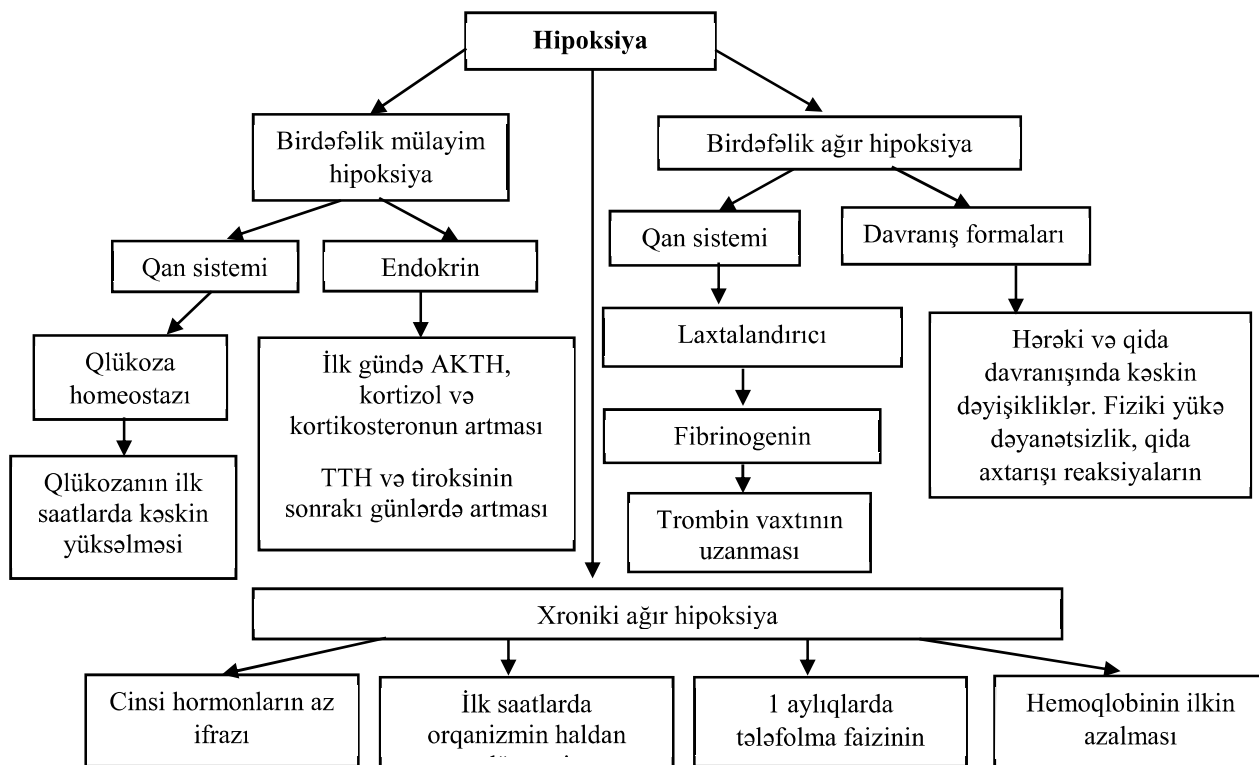 Hipoksiya
Birdəfəlik mülayim
hipoksiya
Birdəfəlik ağır hipoksiya
Qan sistemi
Endokrin
Qan sistemi
Davranış formaları
Qlükoza
homeostazı
İlk gündə AKTH,
kortizol və
kortikosteronun artması
TTH və tiroksinin
sonrakı günlərdə artması
Laxtalandırıcı
Hərəki və qida
davranışında kəskin
dəyişikliklər. Fiziki yükə
dəyanətsizlik, qida
axtarışı reaksiyaların
Fibrinogenin
Qlükozanın ilk
saatlarda kəskin
yüksəlməsi
Trombin vaxtının
uzanması
Xroniki ağır hipoksiya
Cinsi hormonların az
ifrazı
İlk saatlarda
orqanizmin haldan
1 aylıqlarda
tələfolma faizinin
Hemoqlobinin ilkin
azalması